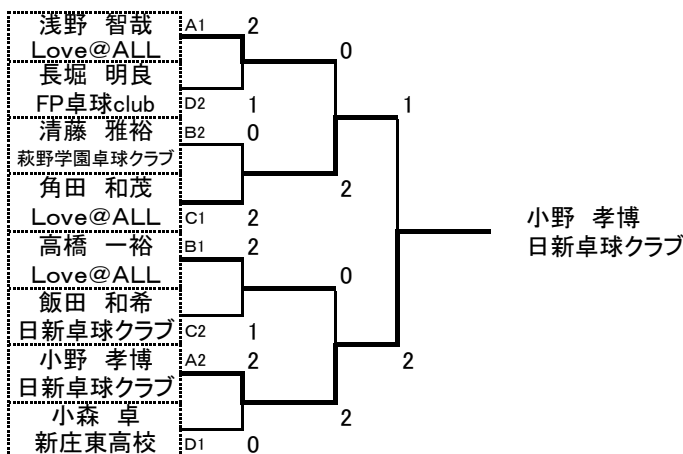 浅野　智哉 A1 2
Love@ALL 0
長堀　明良
FP卓球club D2 1 1
清藤　雅裕 B2 0
萩野学園卓球クラブ
角田　和茂 2
Love@ALL C1 2
小野　孝博
高橋　一裕 B1 2
日新卓球クラブ
Love@ALL 0
飯田　和希
日新卓球クラブ C2 1
小野　孝博 A2 2 2
日新卓球クラブ
小森　卓 2
新庄東高校 D1 0